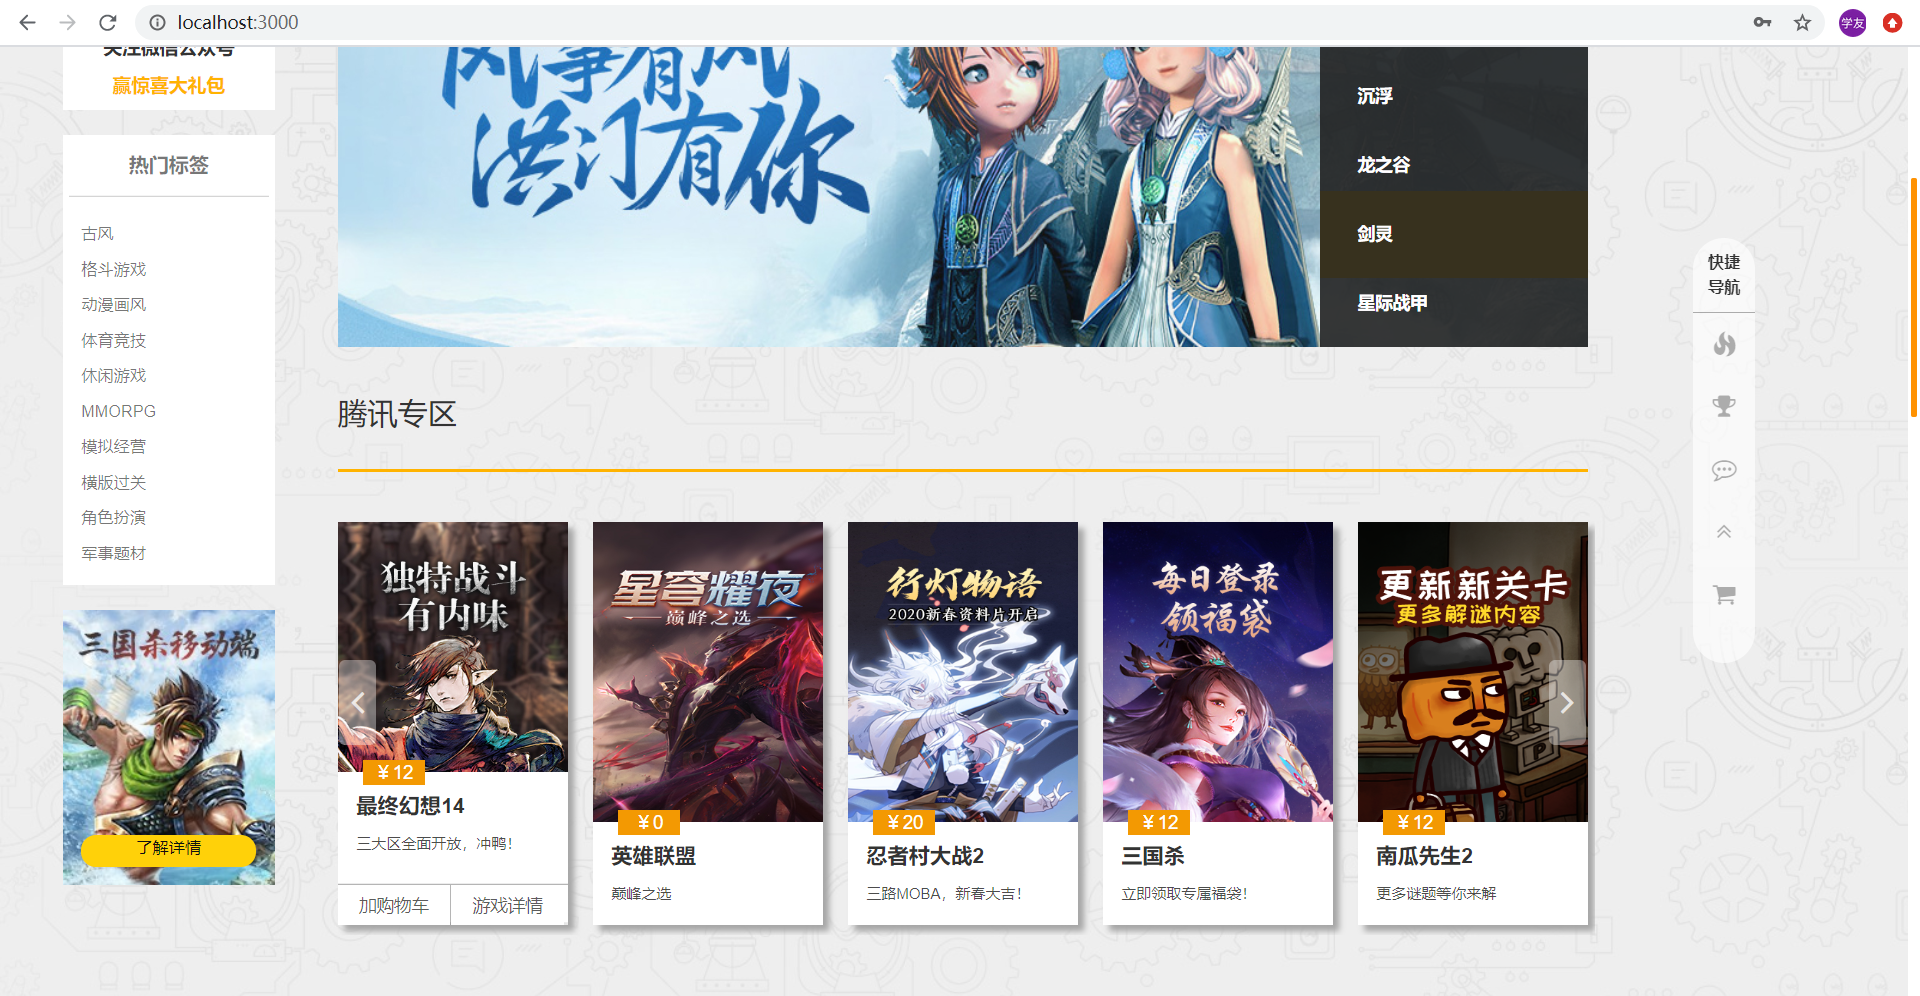 localhost:3000
学友
关注微信公众号
赢惊喜大礼包
热门标签
古风
格斗游戏
动漫画风
体育竞技
休闲游戏
MMORPG
模拟经营
横版过关
角色扮演
军事题材
三国杀移动端
了解详情
风事有风
洪门有你
沉浮
龙之谷
剑灵
星际战甲
腾讯专区
独特战斗
有内味
¥ 12
最终幻想14
三大区全面开放，冲鸭！
加购物车
游戏详情
星穹耀夜
巅峰之选
¥ 0
英雄联盟
巅峰之选
行灯物语
2020新春资料片开启
¥ 20
忍者村大战2
三路MOBA，新春大吉！
每日登录
领福袋
¥ 12
三国杀
立即领取专属福袋！
更新新关卡
更多解谜内容
P
¥ 12
南瓜先生2
更多谜题等你来解
快捷
导航